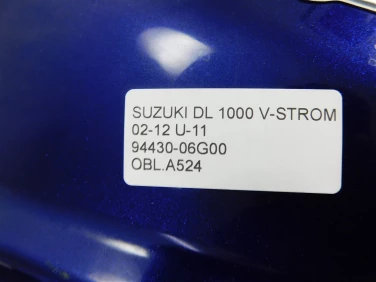 SUZUKI DL 1000 V-STROM
02-12 U-11
94430-06G00
OBL.A524